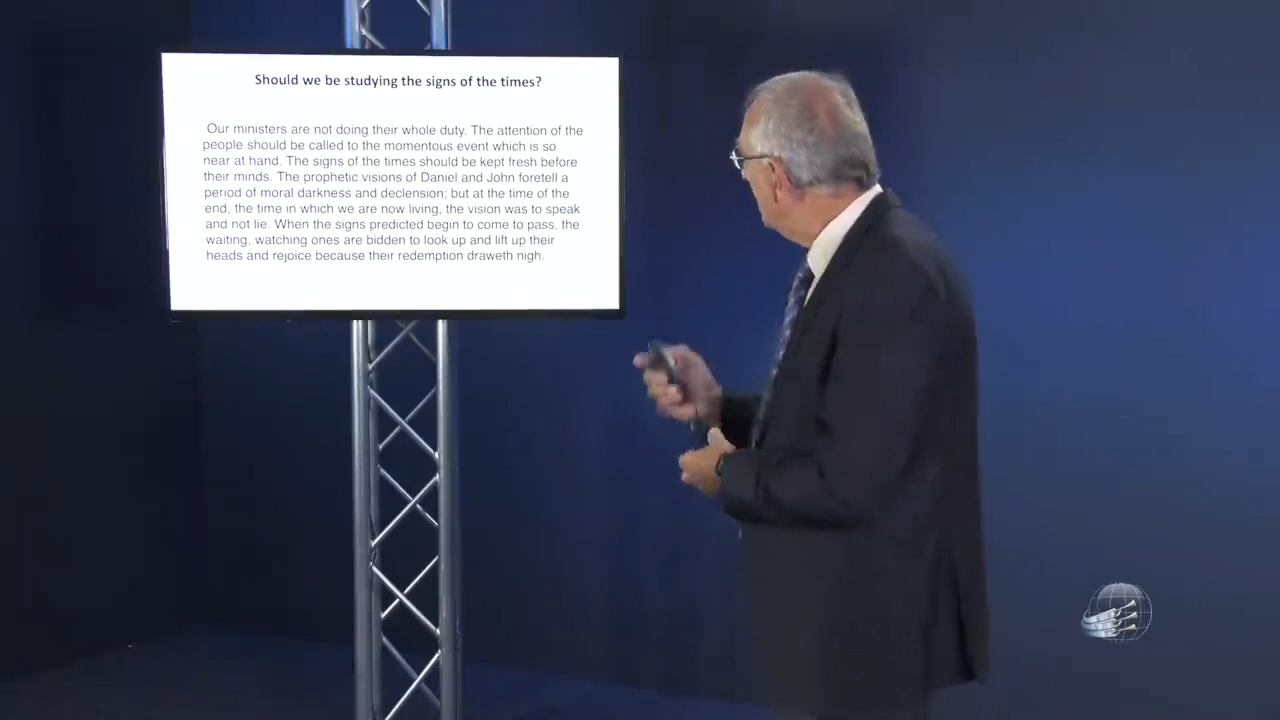 Should we be studying the signs of the times?
Our ministers are not doing their whole duty. The attention of the
people should be called to the momentous event which is so
near at hand. The signs of the times should be kept fresh before
their minds. The prophetic visions of Daniel and John foretell a
period of moral darkness and declension; but at the time of the
end, the time in which we are now living, the vision was to speak
and not lie. When the signs predicted begin to come to pass, the
waiting, watching ones are bidden to look up and lift up their
heads and rejoice because their redemption draweth nigh.